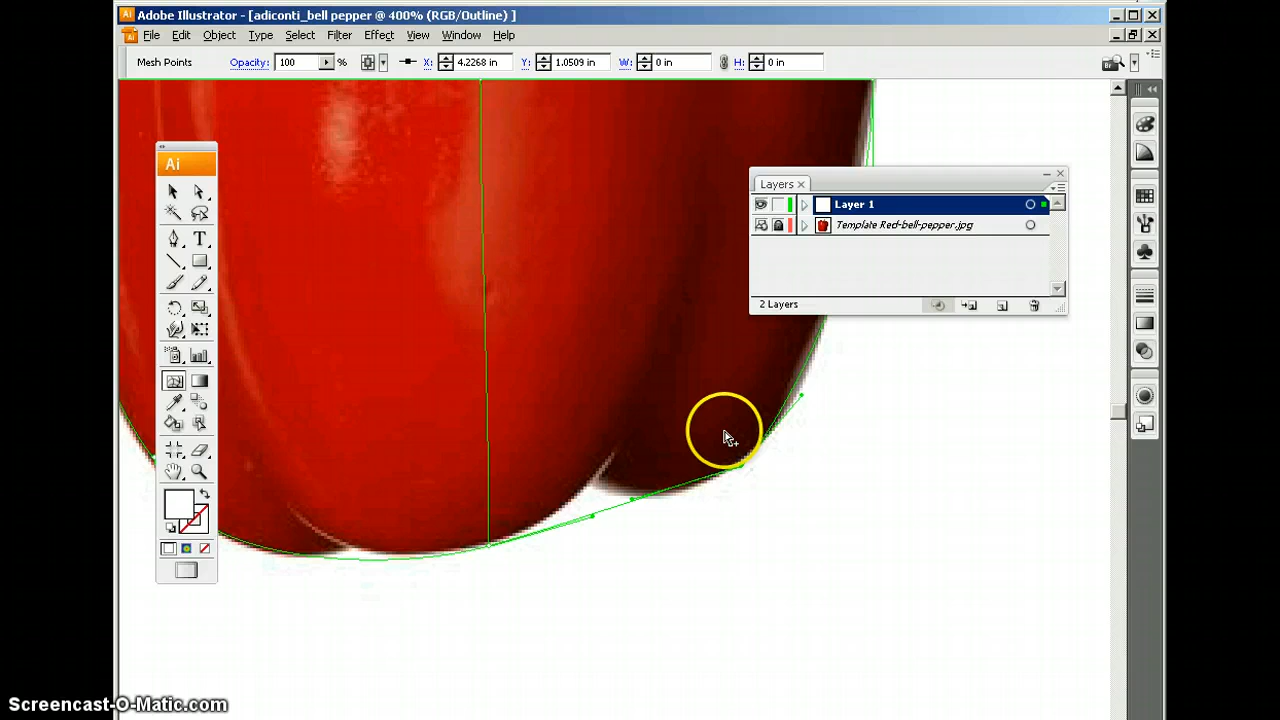 Adobe Illustrator - [adiconti_bell pepper @ 400% (RGB/Outline) ]
File Edit Object Type Select Filter Effect View Window Help
Mesh Points Opacity: 100 % X: 4.2268 in Y: 1.0509 in W: 0 in H: 0 in Br
Ai
T
Layers
Layer 1
Template Red-bell-pepper.jpg
2 Layers
Screencast-O-Matic.com